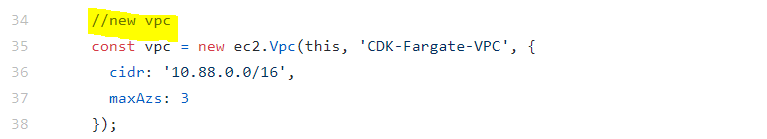 34 //new vpc
35 const vpc = new ec2.Vpc(this, 'CDK-Fargate-VPC', {
36 cidr: '10.88.0.0/16',
37 maxAzs: 3
38 });